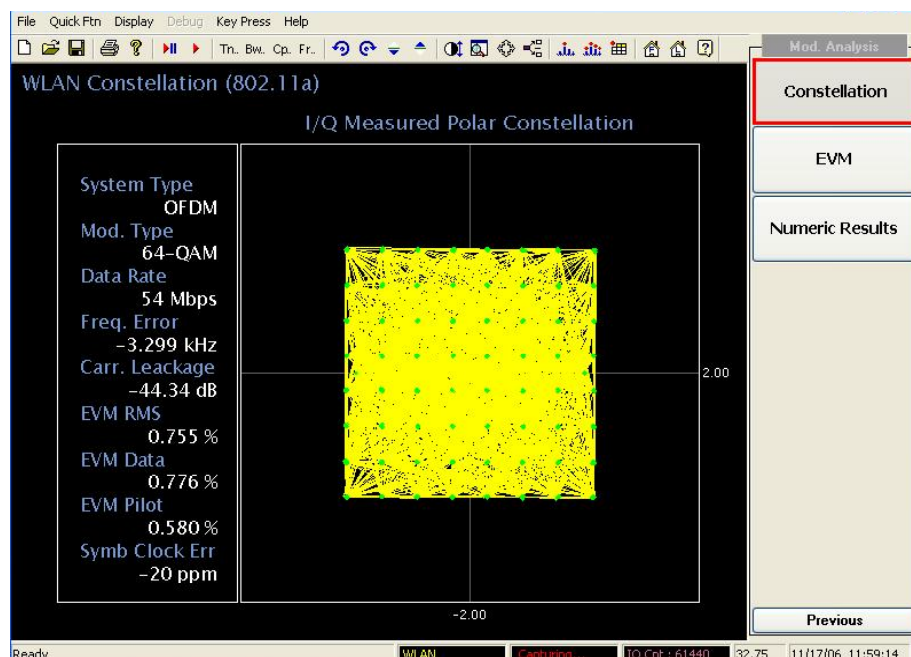 File Quick Ftn Display Debug Key Press Help
Tn.. Bw.. Cp.. Fr..
Mod. Analysis
WLAN Constellation (802.11a)
Constellation
I/Q Measured Polar Constellation
EVM
System Type
OFDM
Mod. Type
64-QAM
Numeric Results
Data Rate
54 Mbps
Freq. Error
-3.299 kHz
Carr. Leackage
-44.34 dB
2.00
EVM RMS
0.755 %
EVM Data
0.776 %
EVM Pilot
0.580 %
Symb Clock Err
-20 ppm
-2.00
Previous
Ready WLAN Capturing... IQ Cnt : 61440 32.75 11/17/06 11:59:14